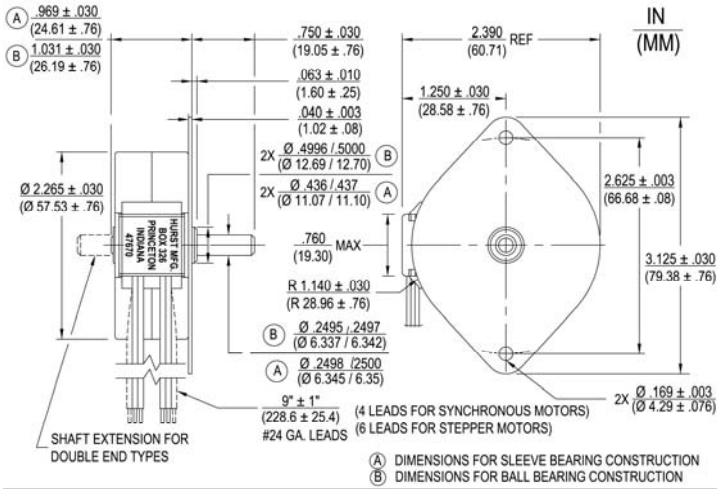 A .969 ± .030
(24.61 ± .76)
B 1.031 ± .030
(26.19 ± .76)
.750 ± .030
(19.05 ± .76)
.063 ± .010
(1.60 ± .25)
.040 ± .003
(1.02 ± .08)
2X Ø .4996 /.5000 B
(Ø 12.69 / 12.70)
2X Ø .436/.437 A
(Ø 11.07 / 11.10)
Ø 2.265 ± .030
(Ø 57.53 ± .76)
HURST MFG.
BOX 326
PRINCETON
INDIANA
47670
B Ø .2495 /.2497
(Ø 6.337 / 6.342)
A Ø .2498 /2500
(Ø 6.345 / 6.35)
9" ± 1"
(228.6 ± 25.4)
#24 GA. LEADS
(4 LEADS FOR SYNCHRONOUS MOTORS)
(6 LEADS FOR STEPPER MOTORS)
SHAFT EXTENSION FOR
DOUBLE END TYPES
IN
(MM)
2.390 REF
(60.71)
1.250 ± .030
(28.58 ± .76)
.760 MAX
(19.30)
R 1.140 ± .030
(R 28.96 ± .76)
2.625 ± .003
(66.68 ± .08)
3.125 ± .030
(79.38 ± .76)
2X Ø .169 ± .003
(Ø 4.29 ± .076)
A DIMENSIONS FOR SLEEVE BEARING CONSTRUCTION
B DIMENSIONS FOR BALL BEARING CONSTRUCTION